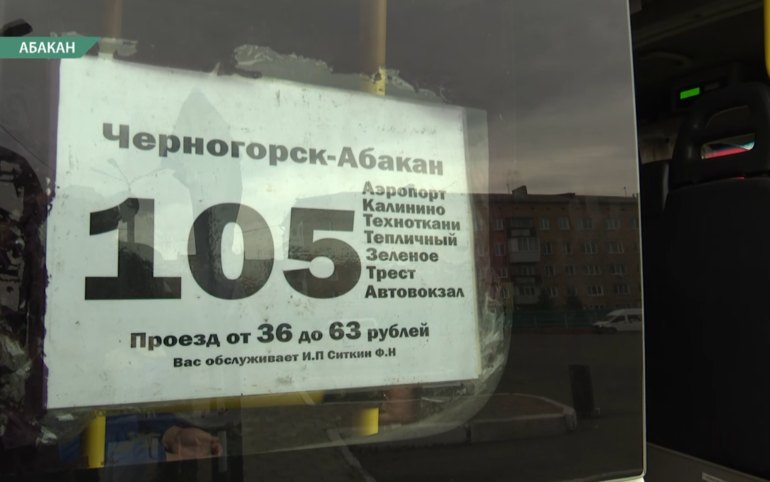 АБАКАН
Черногорск-Абакан
105
Аэропорт
Калинино
Техноткани
Тепличный
Зеленое
Трест
Автовокзал
Проезд от 36 до 63 рублей
Вас обслуживает И.П Ситкин Ф.Н